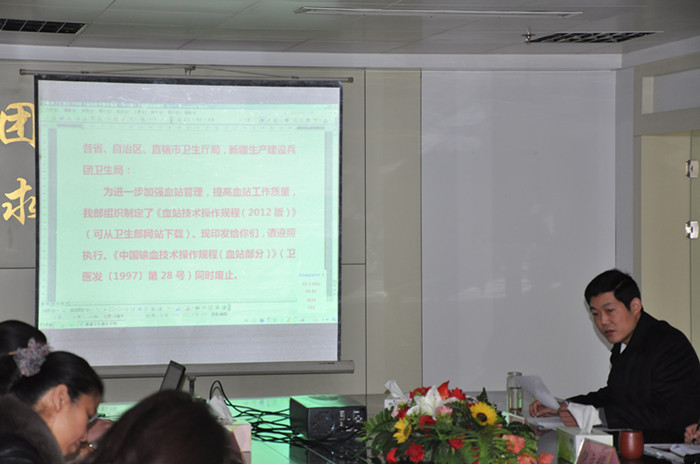 团
求
各省、自治区、直辖市卫生厅局，新疆生产建设兵
团卫生局：
为进一步加强血站管理，提高血站工作质量，
我部组织制定了《血站技术操作规程（2012版）》
（可从卫生部网站下载）。现印发给你们，请遵照
执行。《中国输血技术操作规程（血站部分）》（卫
医发（1997）第28号）同时废止。